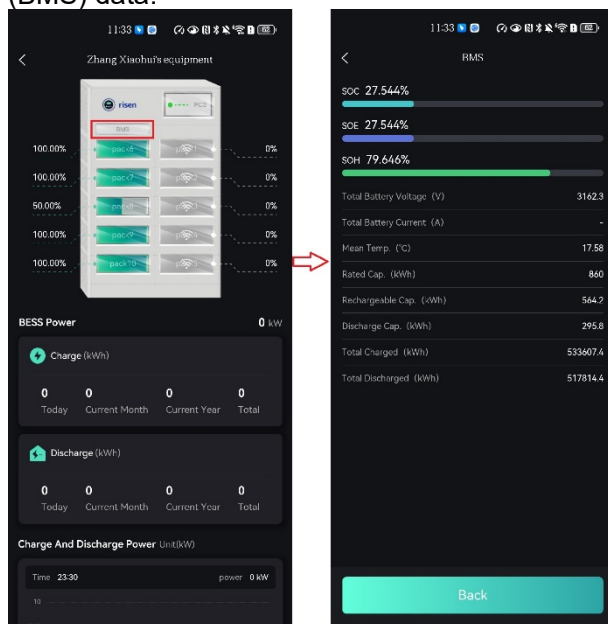 (BMS) data.
11:33
62
Zhang Xiaohui's equipment
risen
PCS
BMS
100.00% pack6 0%
100.00% pack7 0%
50.00% pack8 0%
100.00% pack9 0%
100.00% pack10 0%
BESS Power 0 kW
Charge (kWh)
0 0 0 0
Today Current Month Current Year Total
Discharge (kWh)
0 0 0 0
Today Current Month Current Year Total
Charge And Discharge Power Unit(kW)
Time 23:30 power 0 kW
10
11:33
62
BMS
SOC 27.544%
SOE 27.544%
SOH 79.646%
Total Battery Voltage (V) 3162.3
Total Battery Current (A) -
Mean Temp. (°C) 17.58
Rated Cap. (kWh) 860
Rechargeable Cap. (kWh) 564.2
Discharge Cap. (kWh) 295.8
Total Charged (kWh) 533607.4
Total Discharged (kWh) 517814.4
Back